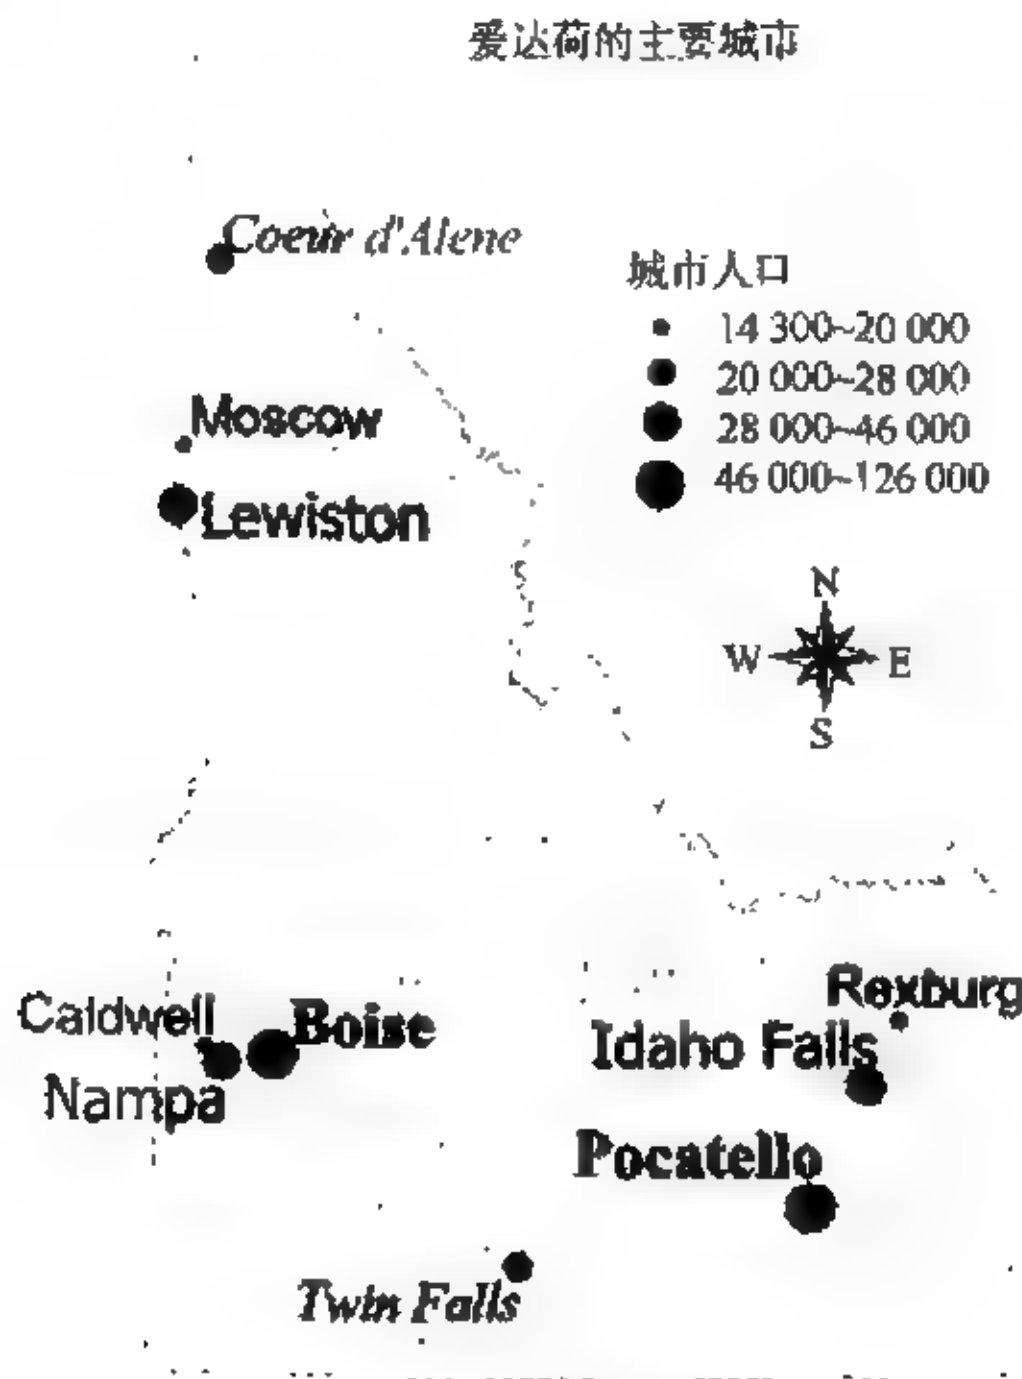 爱达荷的主要城市
Coeur d'Alene
城市人口
14 300~20 000
20 000~28 000
28 000~46 000
46 000~126 000
Moscow
Lewiston
N
W
E
S
Rexburg
Caldwell
Boise
Idaho Falls
Nampa
Pocatello
Twin Falls